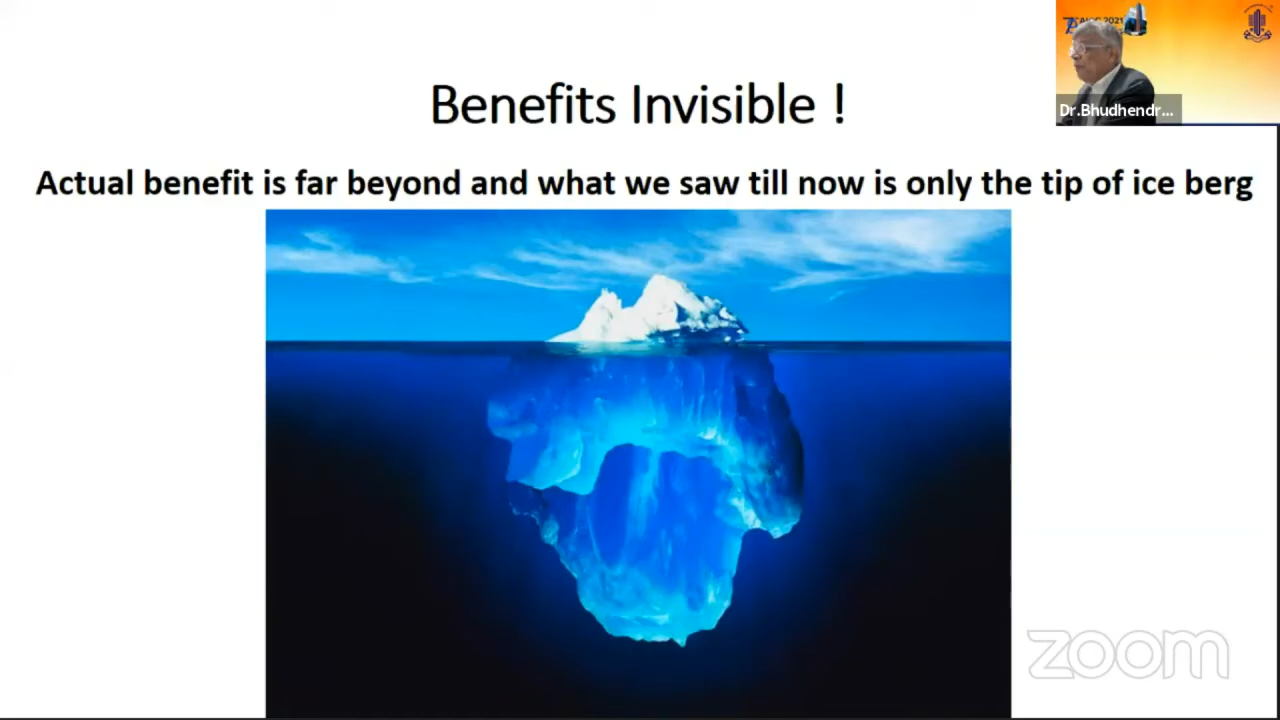 Benefits Invisible !
Actual benefit is far beyond and what we saw till now is only the tip of ice berg
2021
Dr.Bhudhendr...
zoom